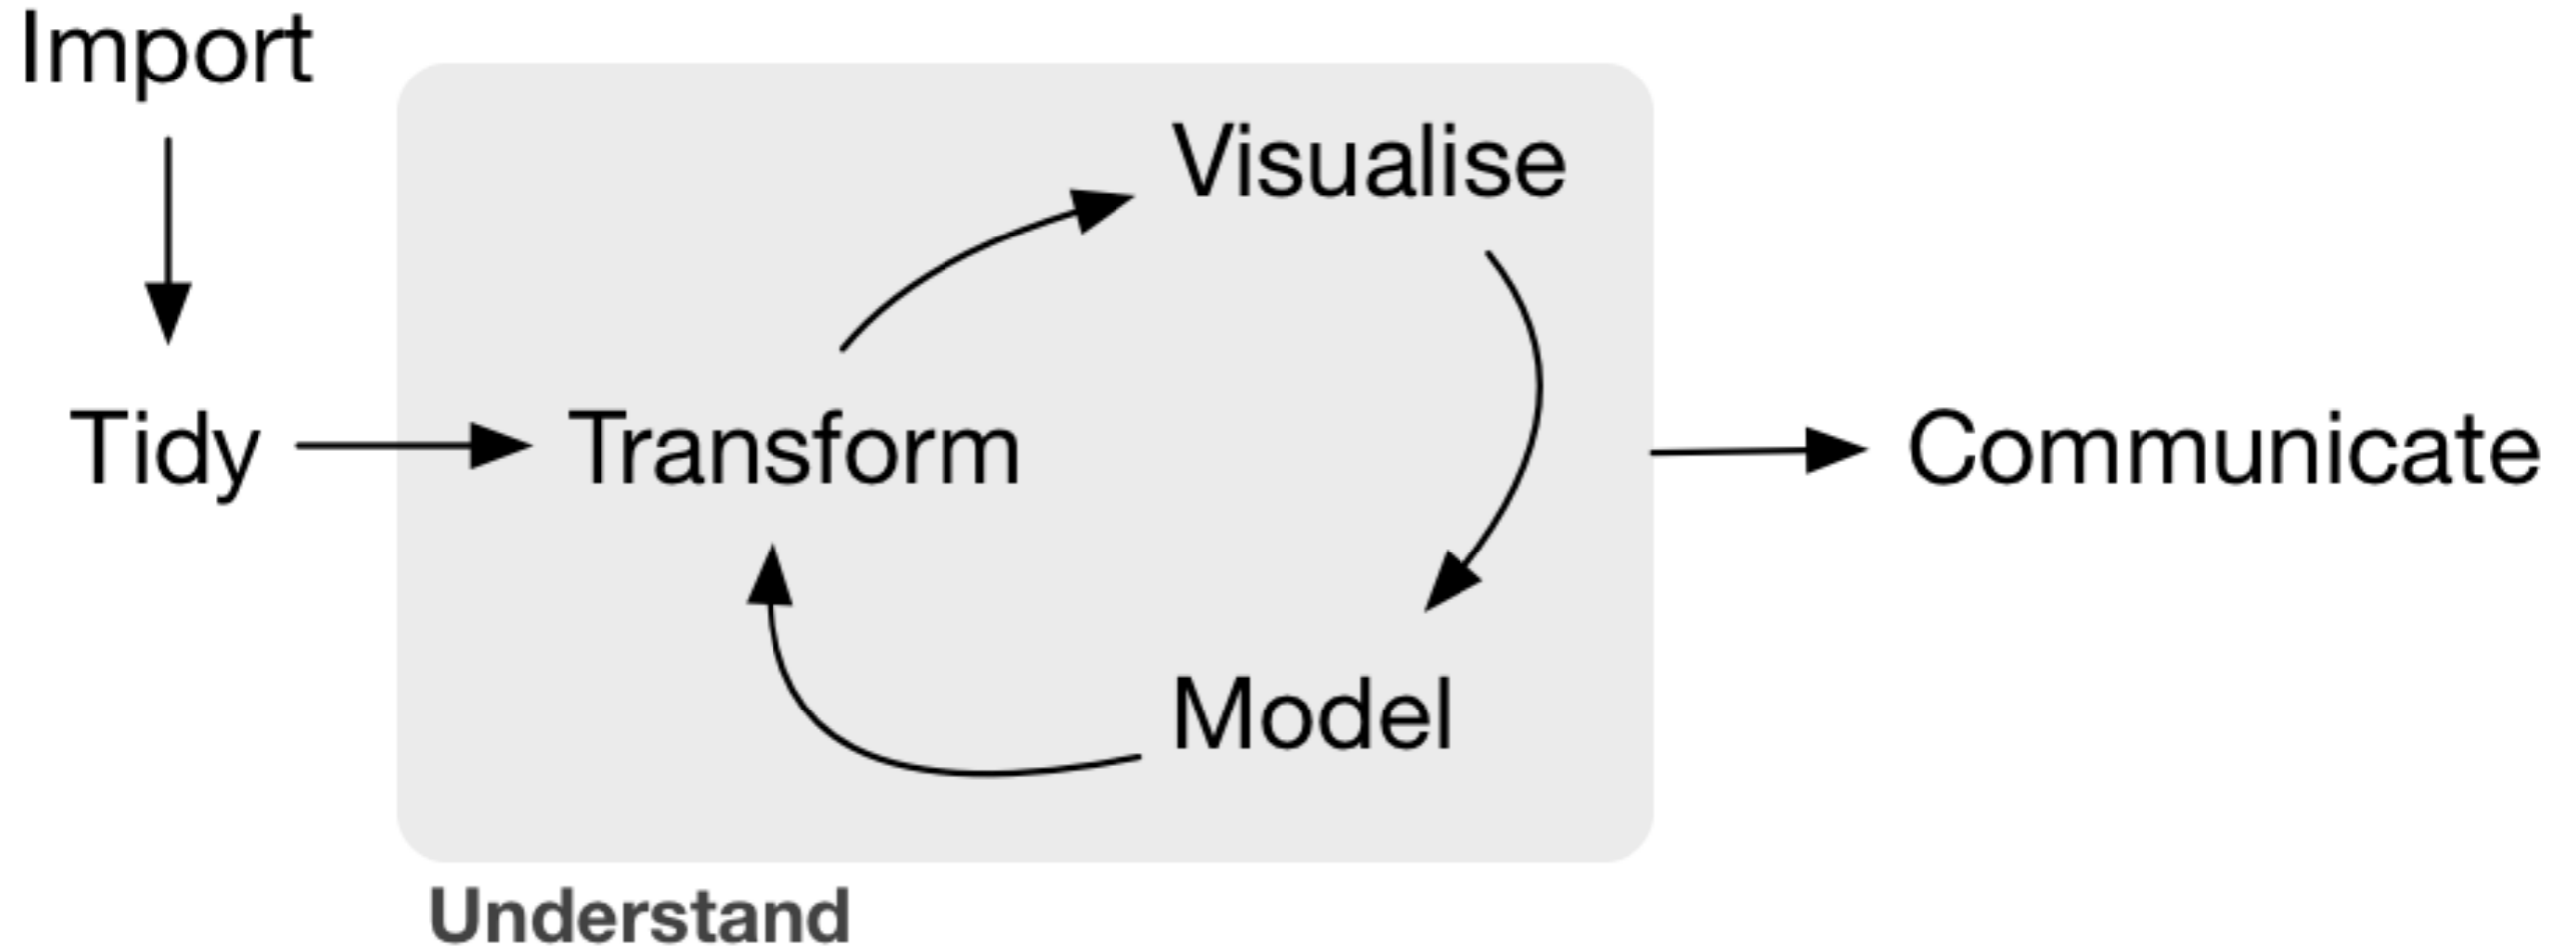 Import
Visualise
Tidy
Transform
Communicate
Model
Understand